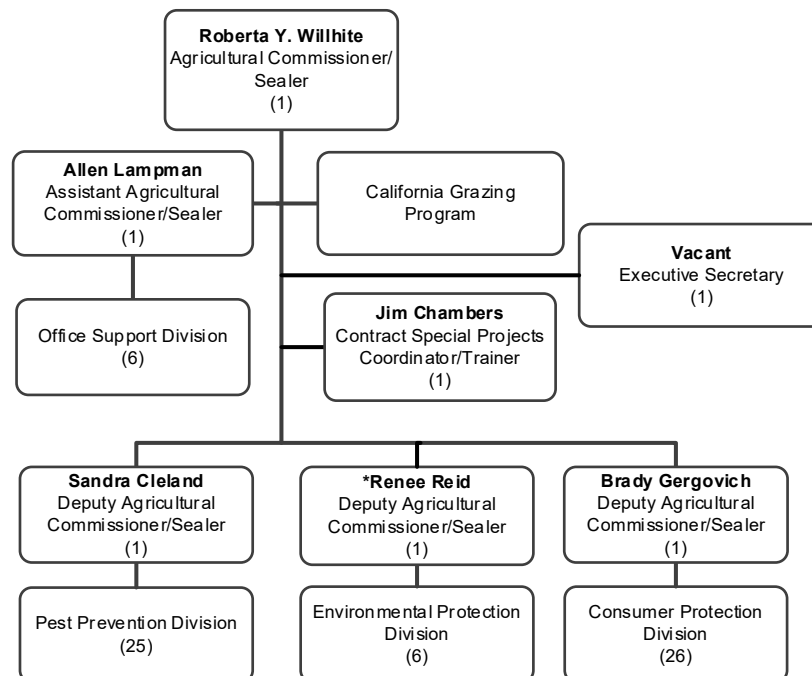 Roberta Y. Willhite
Agricultural Commissioner/
Sealer
(1)
Allen Lampman
Assistant Agricultural
Commissioner/Sealer
(1)
California Grazing
Program
Vacant
Executive Secretary
(1)
Office Support Division
(6)
Jim Chambers
Contract Special Projects
Coordinator/Trainer
(1)
Sandra Cleland
Deputy Agricultural
Commissioner/Sealer
(1)
*Renee Reid
Deputy Agricultural
Commissioner/Sealer
(1)
Brady Gergovich
Deputy Agricultural
Commissioner/Sealer
(1)
Pest Prevention Division
(25)
Environmental Protection
Division
(6)
Consumer Protection
Division
(26)